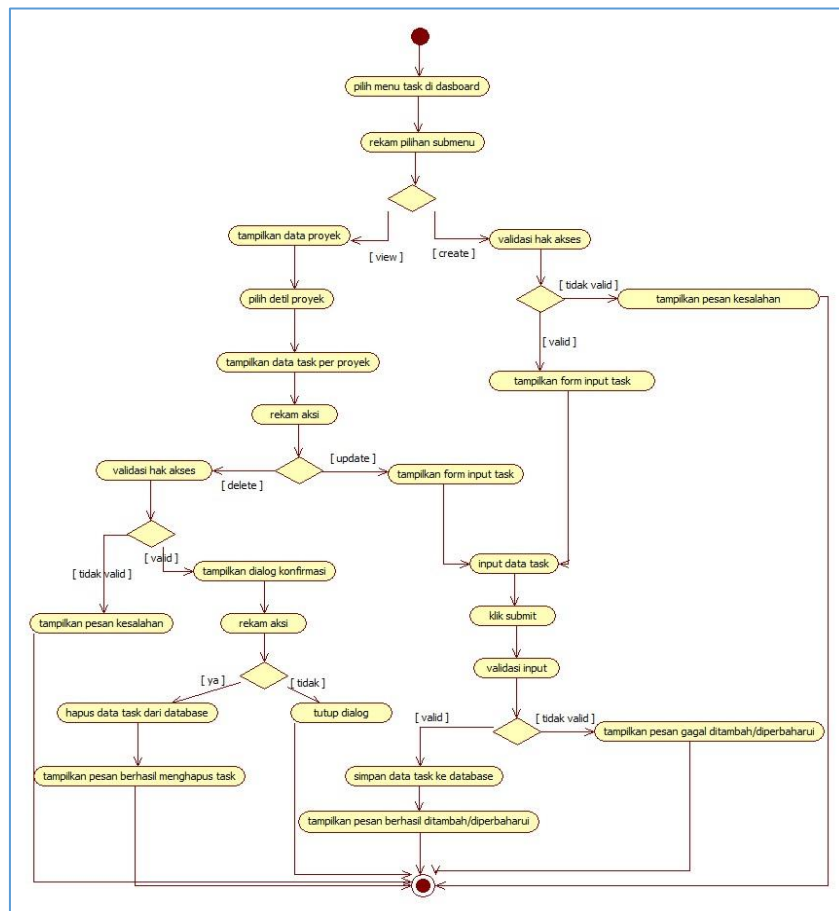 pilih menu task di dasboard
rekam pilihan submenu
tampilkan data proyek
validasi hak akses
[ view ]
[ create ]
[ tidak valid ]
pilih detil proyek
tampilkan pesan kesalahan
[ valid ]
tampilkan data task per proyek
tampilkan form input task
rekam aksi
[ update ]
validasi hak akses
tampilkan form input task
[ delete ]
[ valid ]
input data task
[ tidak valid ]
tampilkan dialog konfirmasi
klik submit
tampilkan pesan kesalahan
rekam aksi
validasi input
[ ya ]
[ tidak ]
hapus data task dari database
tutup dialog
[ valid ]
[ tidak valid ]
tampilkan pesan gagal ditambah/diperbaharui
tampilkan pesan berhasil menghapus task
simpan data task ke database
tampilkan pesan berhasil ditambah/diperbaharui